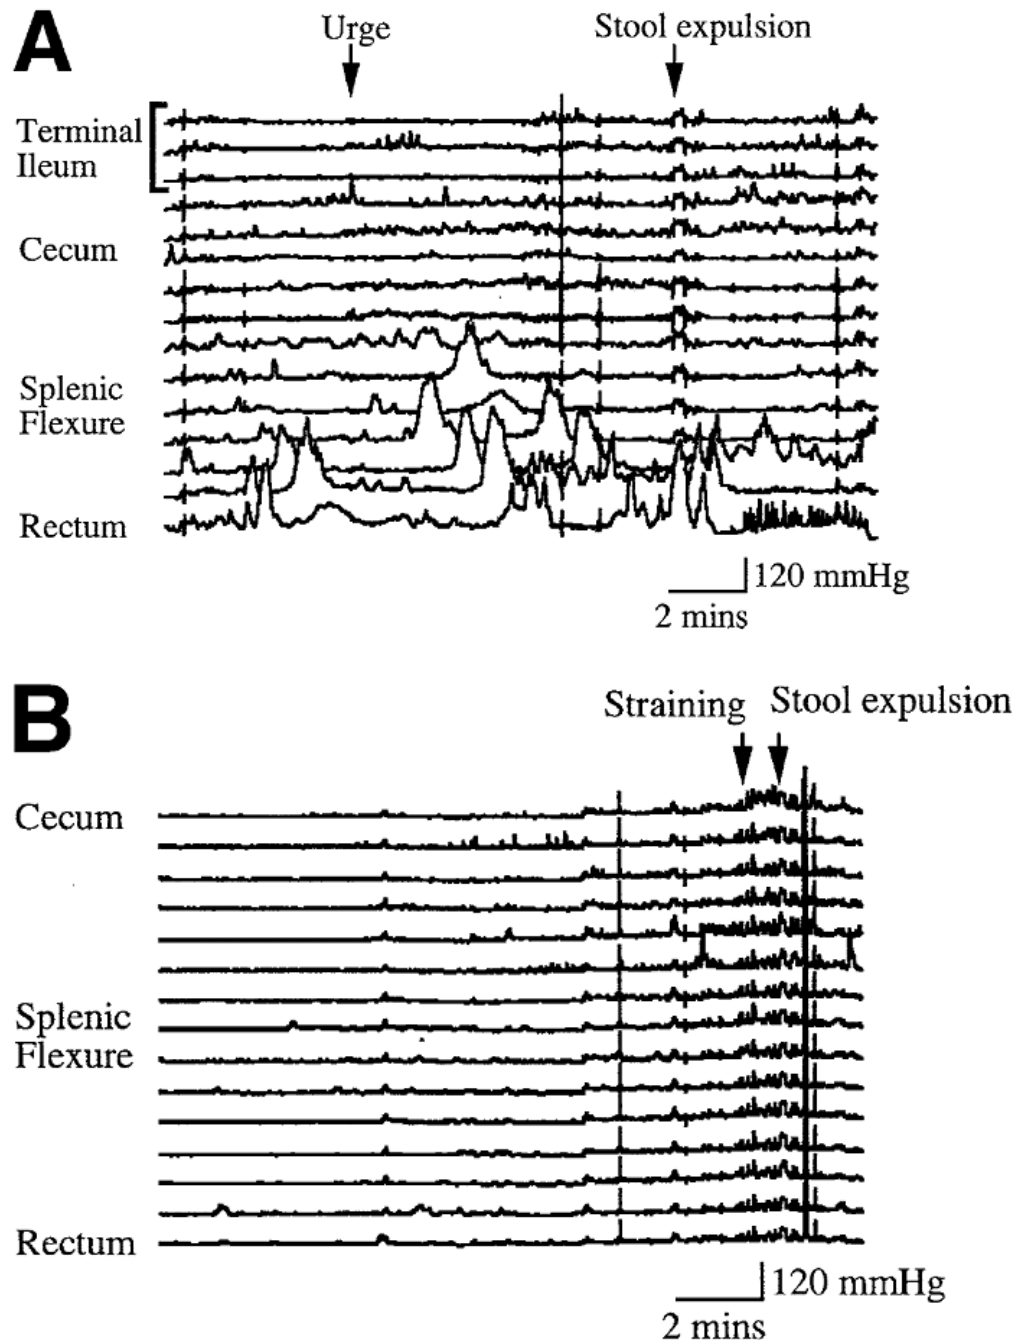 A
Urge
Stool expulsion
Terminal
Ileum
Cecum
Splenic
Flexure
Rectum
120 mmHg
2 mins
B
Straining
Stool expulsion
Cecum
Splenic
Flexure
Rectum
120 mmHg
2 mins